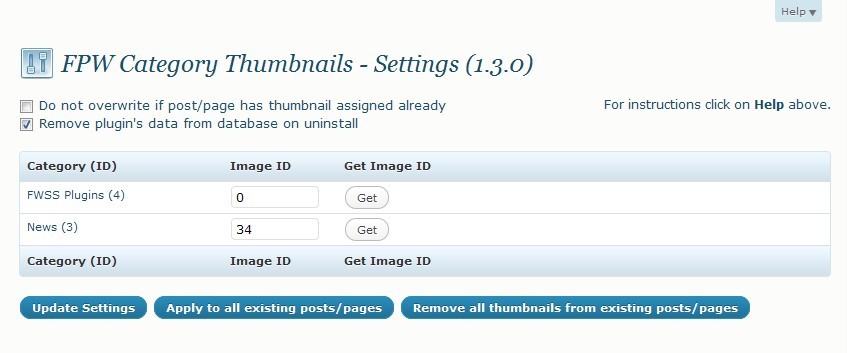 Help ▼
FPW Category Thumbnails - Settings (1.3.0)
Do not overwrite if post/page has thumbnail assigned already
For instructions click on Help above.
Remove plugin's data from database on uninstall
Category (ID) Image ID Get Image ID
FWSS Plugins (4) 0 Get
News (3) 34 Get
Category (ID) Image ID Get Image ID
Update Settings Apply to all existing posts/pages Remove all thumbnails from existing posts/pages